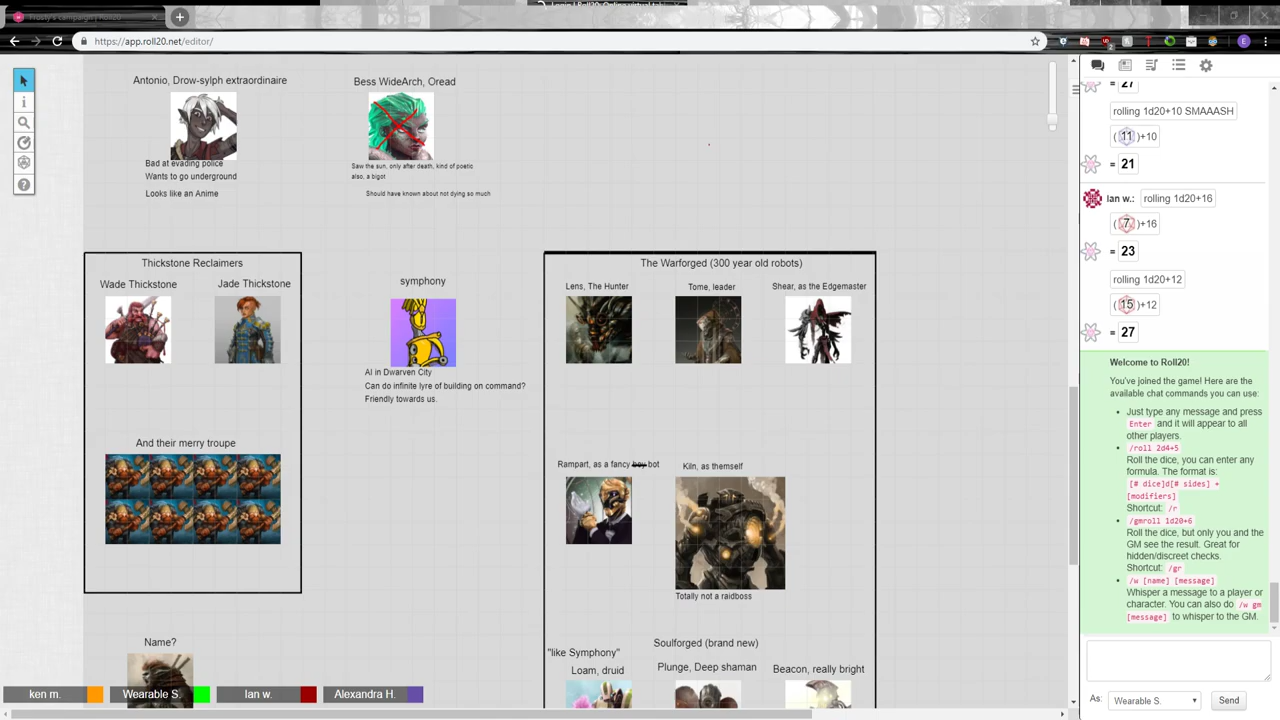 Frosty's campaign | Roll20
https://app.roll20.net/editor/
Antonio, Drow-sylph extraordinaire
Bad at evading police
Wants to go underground
Looks like an Anime
Bess WideArch, Oread
Saw the sun, only after death, kind of poetic
also, a bigot
Should have known about not dying so much
Thickstone Reclaimers
Wade Thickstone
Jade Thickstone
And their merry troupe
symphony
AI in Dwarven City
Can do infinite lyre of building on command?
Friendly towards us.
The Warforged (300 year old robots)
Lens, The Hunter
Tome, leader
Shear, as the Edgemaster
Rampart, as a fancy boy bot
Kiln, as themself
Totally not a raidboss
Name?
"like Symphony"
Soulforged (brand new)
Loam, druid
Plunge, Deep shaman
Beacon, really bright
ken m.
Wearable S.
Ian w.
Alexandra H.
= 27
rolling 1d20+10 SMAAASH
(11)+10
= 21
Ian w.: rolling 1d20+16
(7)+16
= 23
rolling 1d20+12
(15)+12
= 27
Welcome to Roll20!
You've joined the game! Here are the
available chat commands you can use:
• Just type any message and press
Enter and it will appear to all
other players.
• /roll 2d4+5
Roll the dice, you can enter any
formula. The format is:
[# dice]d[# sides] +
[modifiers]
Shortcut: /r
• /gmroll 1d20+6
Roll the dice, but only you and the
GM see the result. Great for
hidden/discreet checks.
Shortcut: /gr
• /w [name] [message]
Whisper a message to a player or
character. You can also do /w gm
[message] to whisper to the GM.
As: Wearable S.
Send